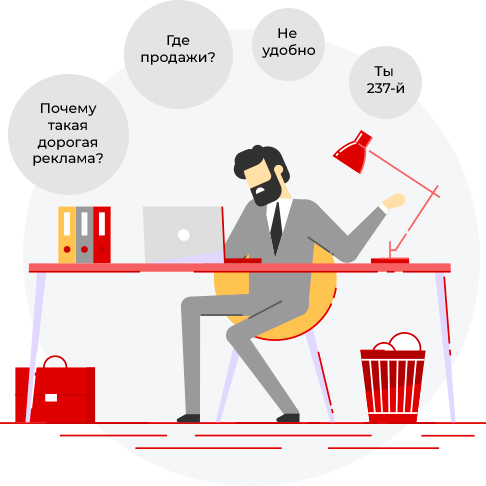 Почему
такая
дорогая
реклама?
Где
продажи?
Не
удобно
Ты
237-й